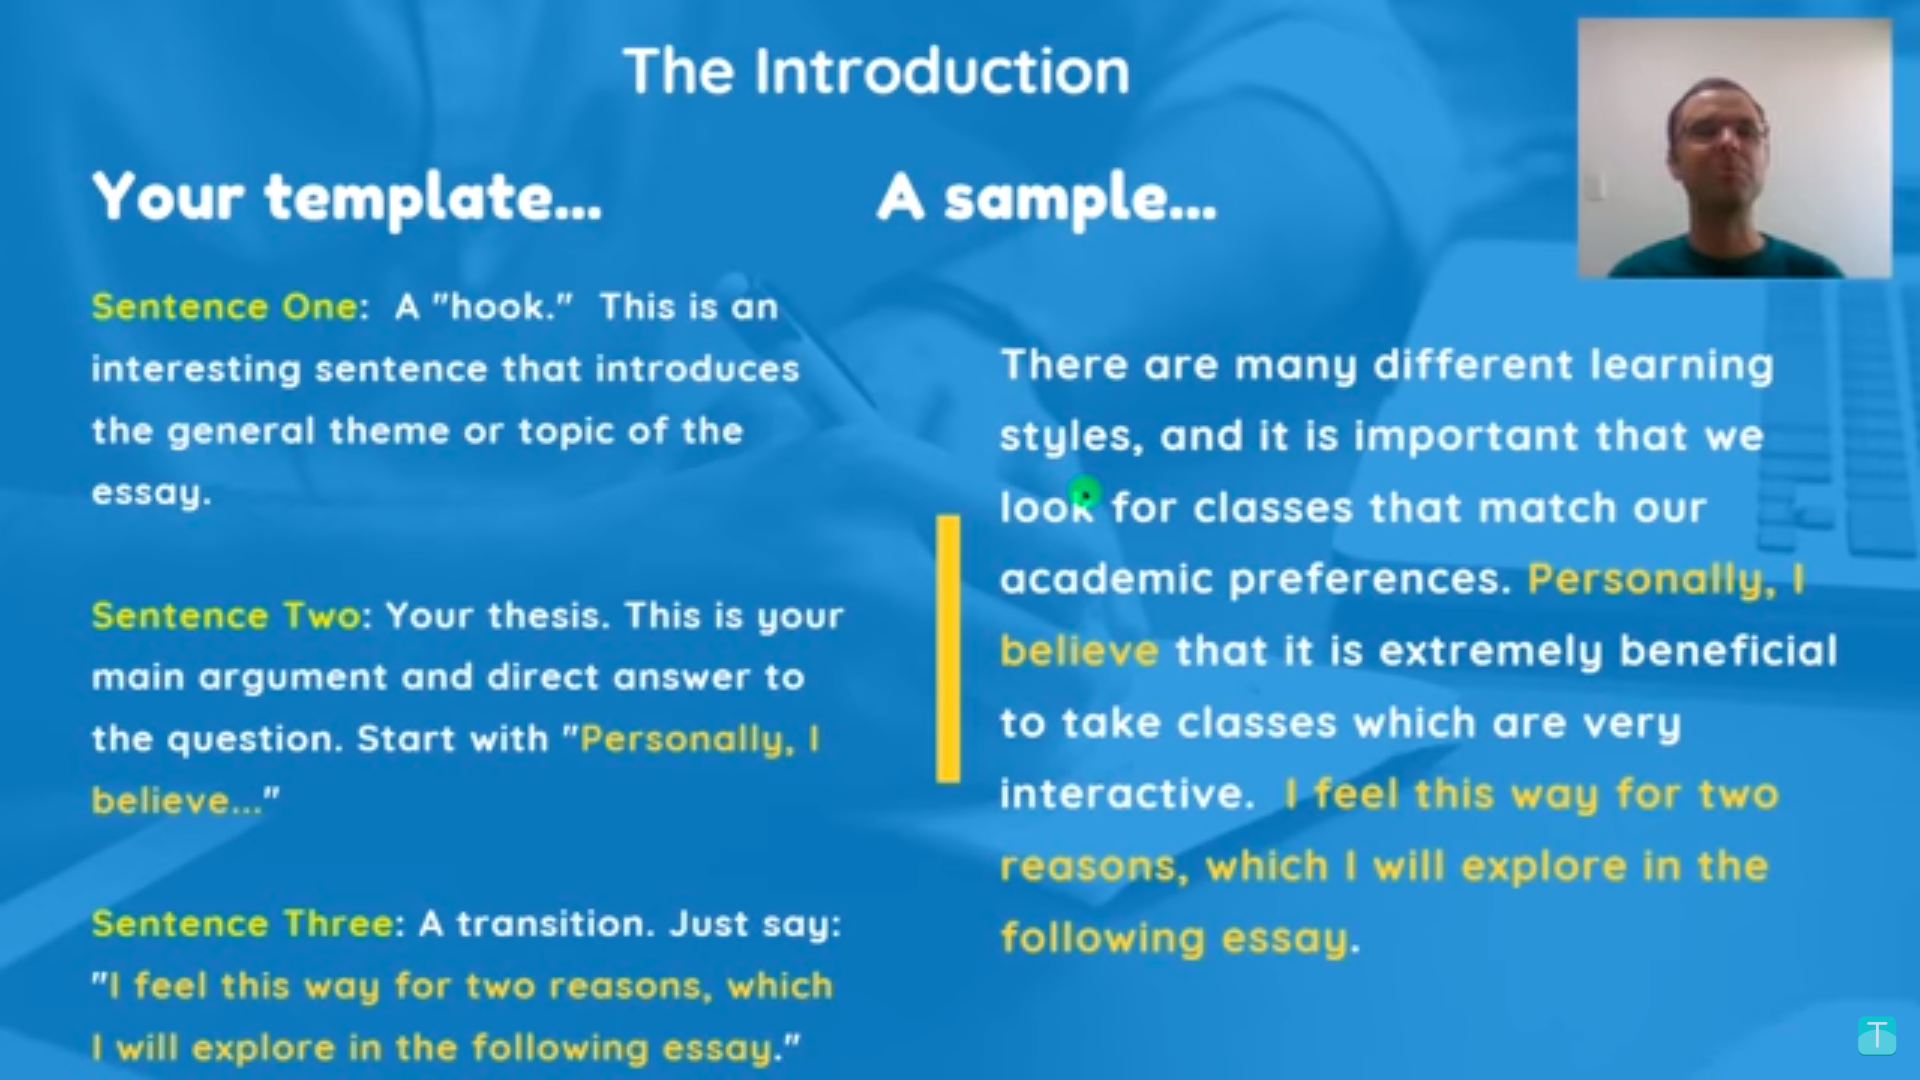 The Introduction
Your template...
Sentence One: A "hook." This is an
interesting sentence that introduces
the general theme or topic of the
essay.
Sentence Two: Your thesis. This is your
main argument and direct answer to
the question. Start with "Personally, I
believe..."
Sentence Three: A transition. Just say:
"I feel this way for two reasons, which
I will explore in the following essay."
A sample...
There are many different learning
styles, and it is important that we
look for classes that match our
academic preferences. Personally, I
believe that it is extremely beneficial
to take classes which are very
interactive. I feel this way for two
reasons, which I will explore in the
following essay.
T